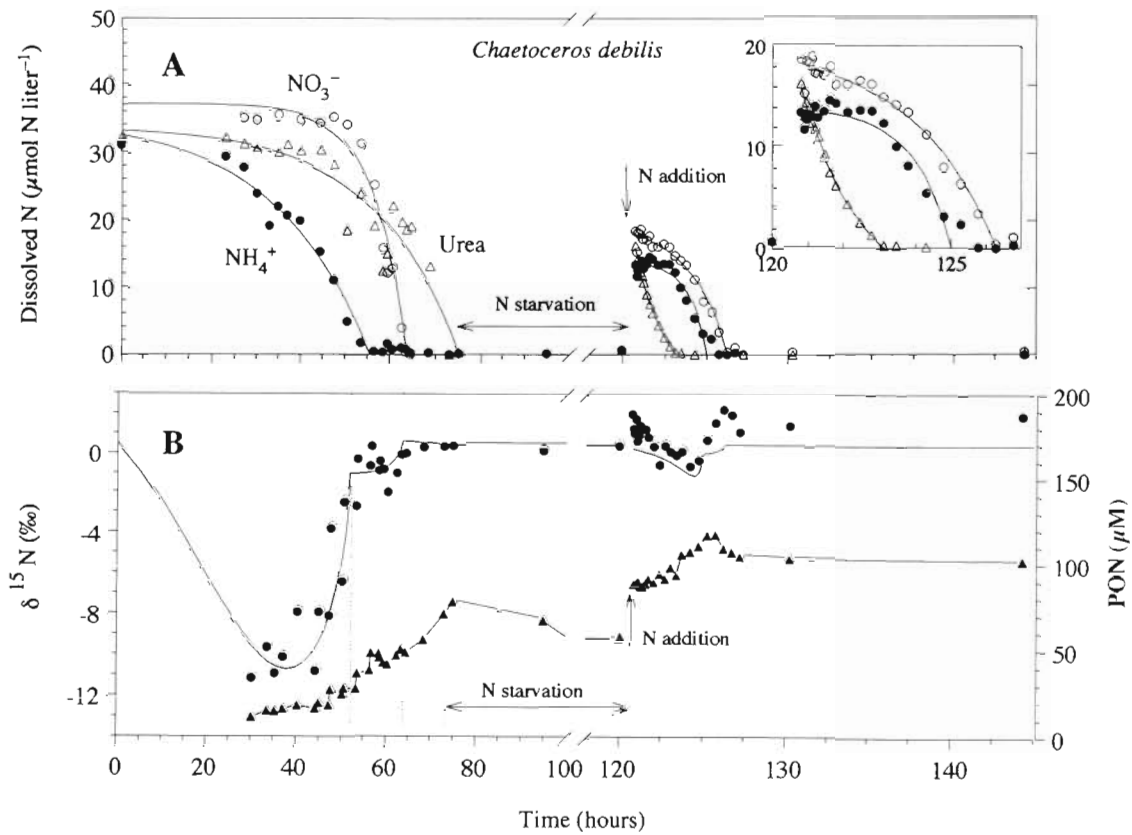 Dissolved N (µmol N liter⁻¹)
50
40
30
20
10
0
A
Chaetoceros debilis
NO₃⁻
NH₄⁺
Urea
N starvation
N addition
20
10
0
120
125
B
δ ¹⁵ N (‰)
0
-4
-8
-12
N starvation
N addition
200
150
100
50
0
PON (µM)
0
20
40
60
80
100
120
130
140
Time (hours)